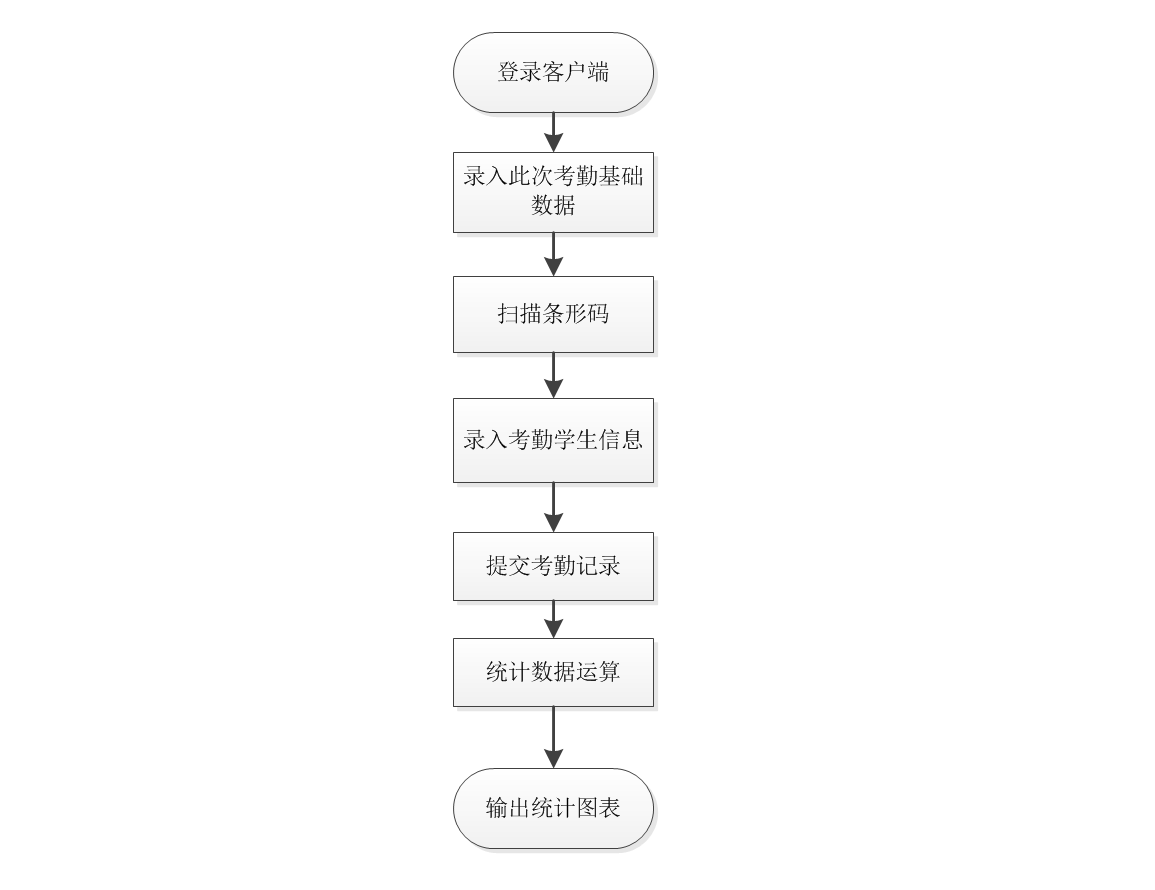 登录客户端
录入此次考勤基础
数据
扫描条形码
录入考勤学生信息
提交考勤记录
统计数据运算
输出统计图表